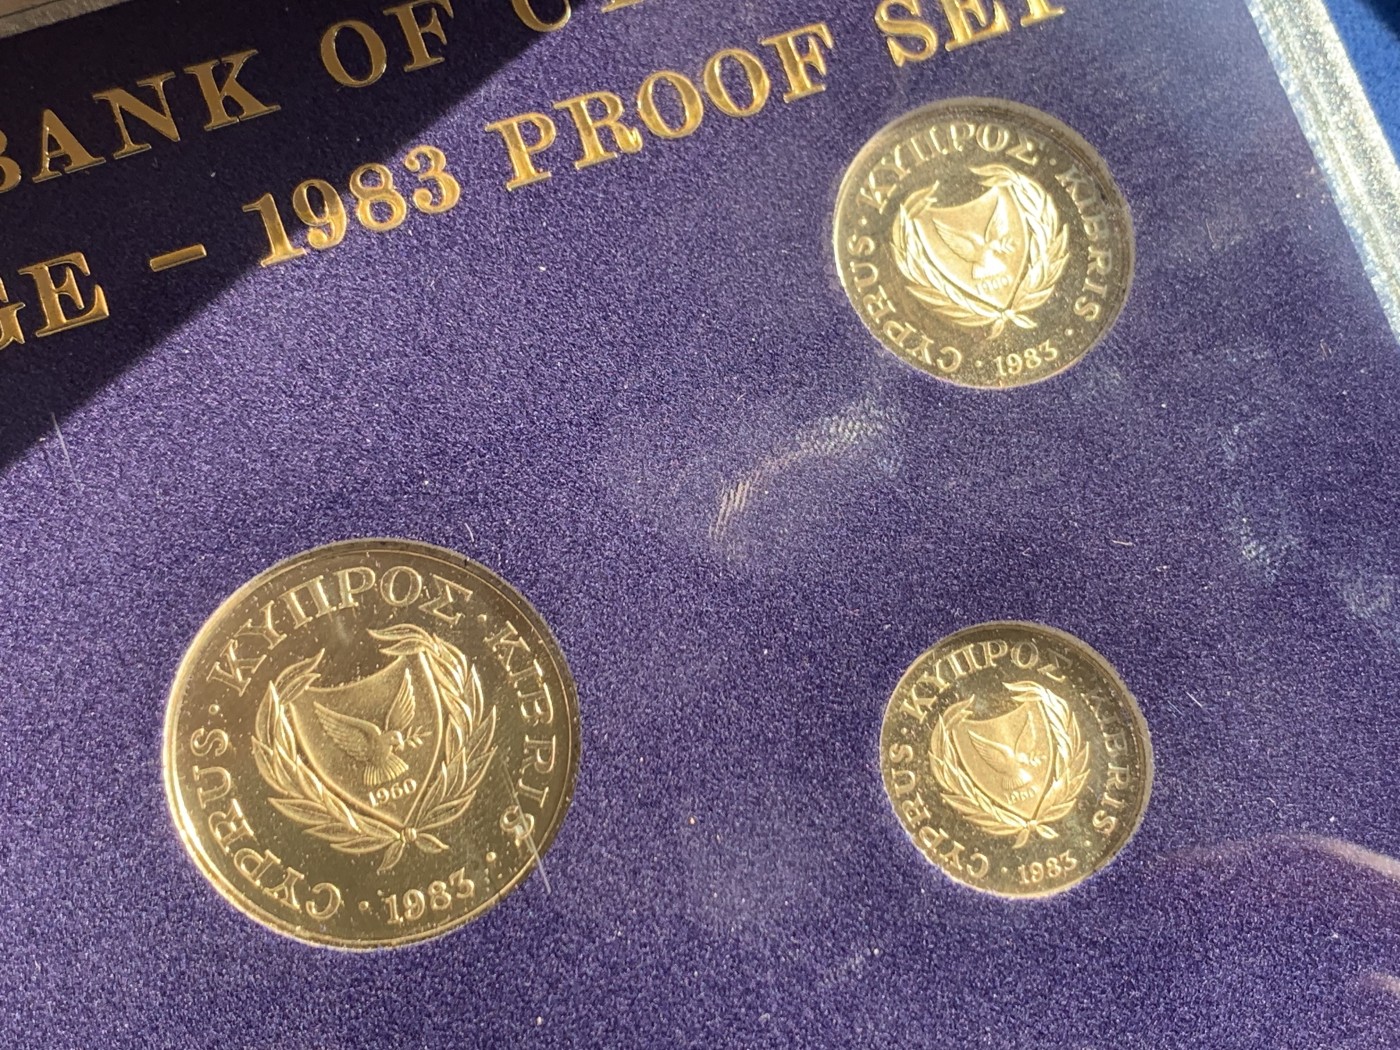 BANK OF
GE – 1983 PROOF SET
CYPRUS · ΚΥΠΡΟΣ · KIBRIS · 1983
1960
CYPRUS · ΚΥΠΡΟΣ · KIBRIS · 1983 ·
1960
CYPRUS · ΚΥΠΡΟΣ · KIBRIS · 1983 ·
1960